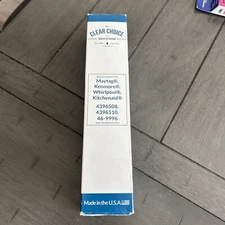 CLEAR CHOICE
Maytag®,
Kenmore®,
Whirlpool®,
Kitchenaid®
4396508,
4396510,
46-9996
Made in the U.S.A.